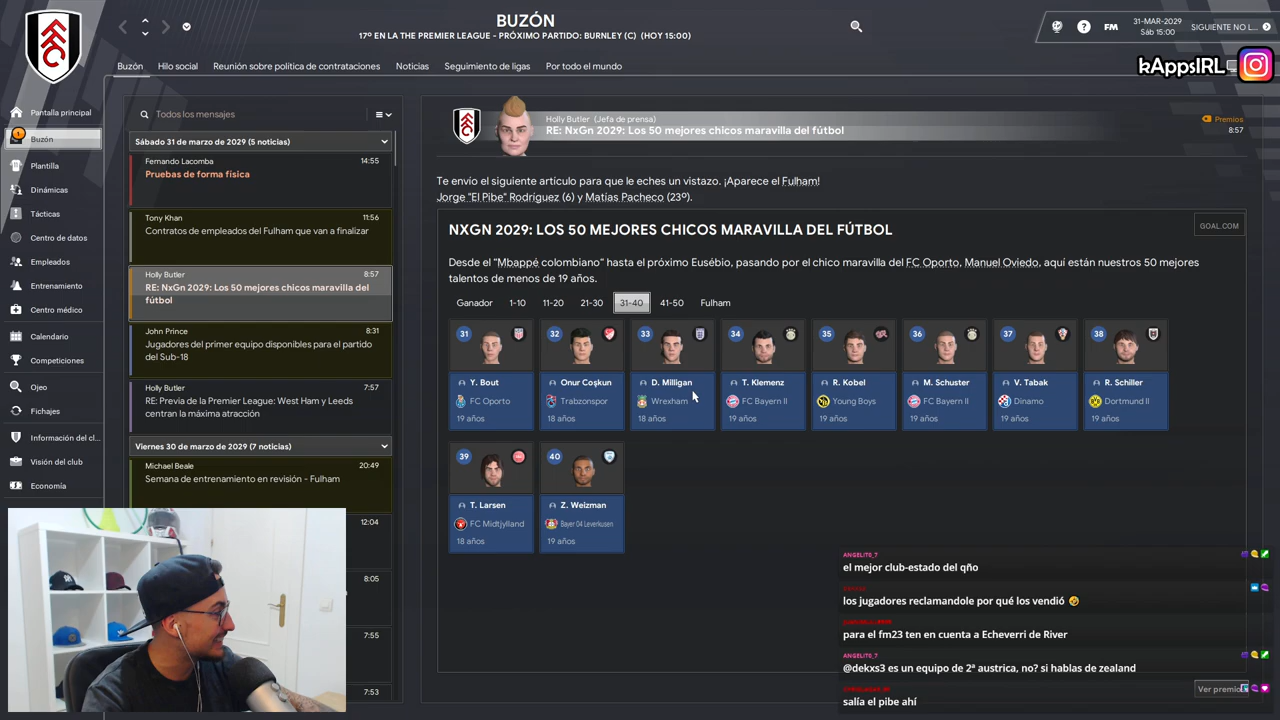 BUZÓN
17º EN LA PREMIER LEAGUE - PRÓXIMO PARTIDO: BURNLEY (C) (HOY 15:00)
FM
31-MAR-2029
Sáb 15:00
SIGUIENTE NO L...
kAppsIRL
Buzón
Hilo social
Reunión sobre política de contrataciones
Noticias
Seguimiento de ligas
Por todo el mundo
Pantalla principal
1
Buzón
Plantilla
Dinámicas
Tácticas
Centro de datos
Empleados
Entrenamiento
Centro médico
Calendario
Competiciones
Ojeo
Fichajes
Información del cl...
Visión del club
Economía
Todos los mensajes
Sábado 31 de marzo de 2029 (5 noticias)
Fernando Lacomba 14:55
Pruebas de forma física
Tony Khan 11:56
Contratos de empleados del Fulham que van a finalizar
Holly Butler 8:57
RE: NxGn 2029: Los 50 mejores chicos maravilla del
fútbol
John Prince 8:31
Jugadores del primer equipo disponibles para el partido
del Sub-18
Holly Butler 7:57
RE: Previa de la Premier League: West Ham y Leeds
centran la máxima atracción
Viernes 30 de marzo de 2029 (7 noticias)
Michael Beale 20:49
Semana de entrenamiento en revisión - Fulham
12:04
8:05
7:55
7:53
Holly Butler (Jefa de prensa)
RE: NxGn 2029: Los 50 mejores chicos maravilla del fútbol
Premios
8:57
Te envío el siguiente artículo para que le eches un vistazo. ¡Aparece el Fulham!
Jorge "El Pibe" Rodríguez (6) y Matías Pacheco (23º).
NXGN 2029: LOS 50 MEJORES CHICOS MARAVILLA DEL FÚTBOL
GOAL.COM
Desde el "Mbappé colombiano" hasta el próximo Eusébio, pasando por el chico maravilla del FC Oporto, Manuel Oviedo, aquí están nuestros 50 mejores
talentos de menos de 19 años.
Ganador 1-10 11-20 21-30 31-40 41-50 Fulham
31 32 33 34 35 36 37 38
Y. Bout Onur Coşkun D. Milligan T. Klemenz R. Kobel M. Schuster V. Tabak R. Schiller
FC Oporto Trabzonspor Wrexham FC Bayern II Young Boys FC Bayern II Dinamo Dortmund II
19 años 18 años 18 años 19 años 19 años 19 años 19 años 19 años
39 40
T. Larsen Z. Weizman
FC Midtjylland Bayer 04 Leverkusen
18 años 19 años
ANGELIT0_7
el mejor club-estado del qño
los jugadores reclamandole por qué los vendió
para el fm23 ten en cuenta a Echeverri de River
ANGELIT0_7
@dekxs3 es un equipo de 2ª austrica, no? si hablas de zealand
salía el pibe ahí
Ver premio